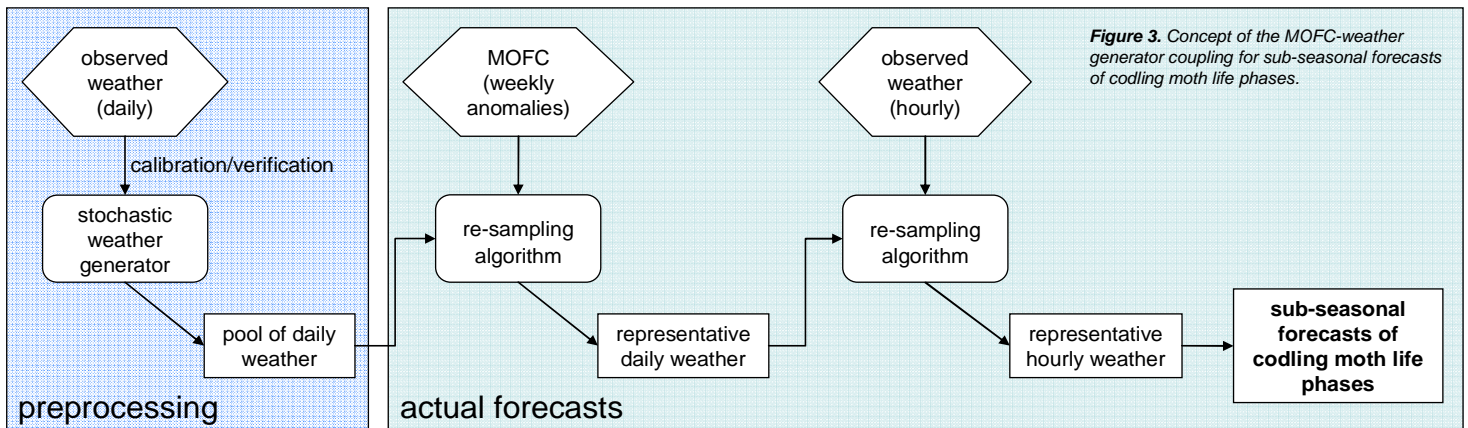 observed
weather
(daily)
calibration/verification
stochastic
weather
generator
pool of daily
weather
preprocessing
MOFC
(weekly
anomalies)
re-sampling
algorithm
representative
daily weather
observed
weather
(hourly)
re-sampling
algorithm
representative
hourly weather
sub-seasonal
forecasts of
codling moth life
phases
actual forecasts
Figure 3. Concept of the MOFC-weather
generator coupling for sub-seasonal forecasts
of codling moth life phases.